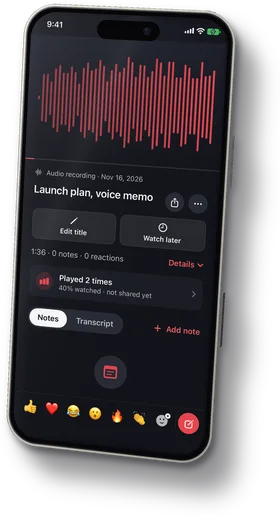 9:41
Audio recording · Nov 16, 2026
Launch plan, voice memo
Edit title
Watch later
1:36 · 0 notes · 0 reactions
Details
Played 2 times
40% watched · not shared yet
Notes
Transcript
+ Add note